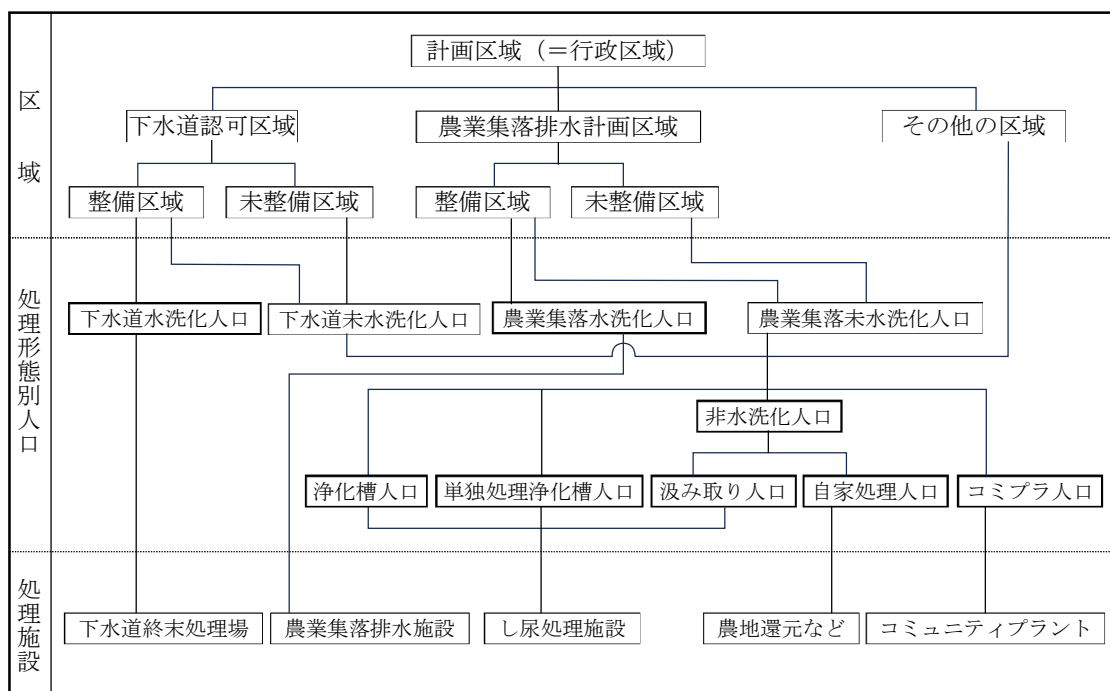 区域
計画区域（＝行政区域）
下水道認可区域
農業集落排水計画区域
その他の区域
整備区域
未整備区域
整備区域
未整備区域
処理形態別人口
下水道水洗化人口
下水道未水洗化人口
農業集落水洗化人口
農業集落未水洗化人口
非水洗化人口
浄化槽人口
単独処理浄化槽人口
汲み取り人口
自家処理人口
コミプラ人口
処理施設
下水道終末処理場
農業集落排水施設
し尿処理施設
農地還元など
コミュニティプラント